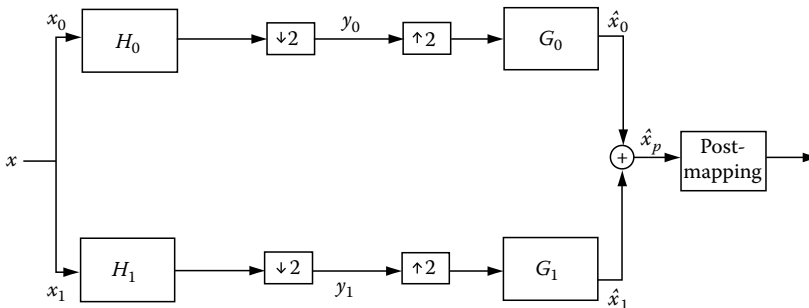 x₀
H₀
↓2
y₀
↑2
G₀
x̂₀
x
+
x̂ₚ
Post-
mapping
x₁
H₁
↓2
y₁
↑2
G₁
x̂₁